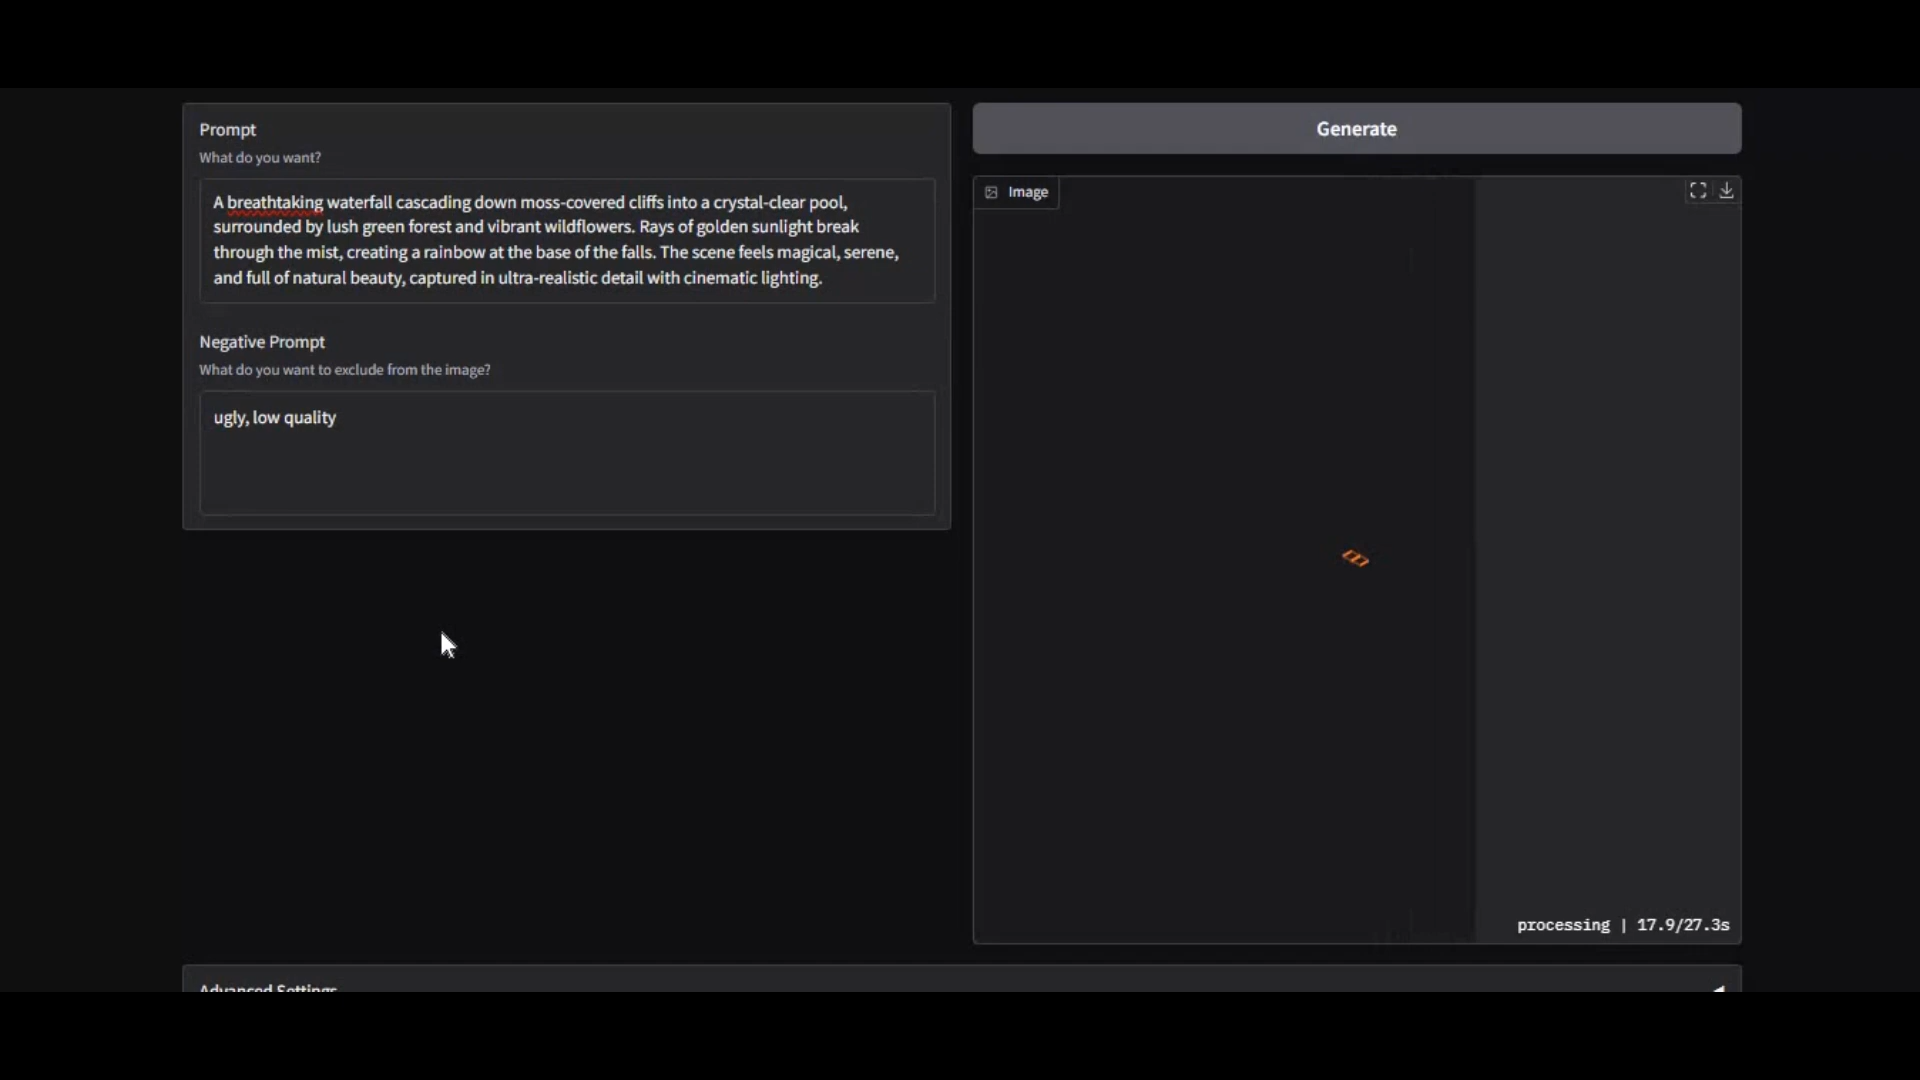 Prompt
What do you want?
A breathtaking waterfall cascading down moss-covered cliffs into a crystal-clear pool,
surrounded by lush green forest and vibrant wildflowers. Rays of golden sunlight break
through the mist, creating a rainbow at the base of the falls. The scene feels magical, serene,
and full of natural beauty, captured in ultra-realistic detail with cinematic lighting.
Negative Prompt
What do you want to exclude from the image?
ugly, low quality
Generate
Image
processing | 17.9/27.3s
Advanced Settings